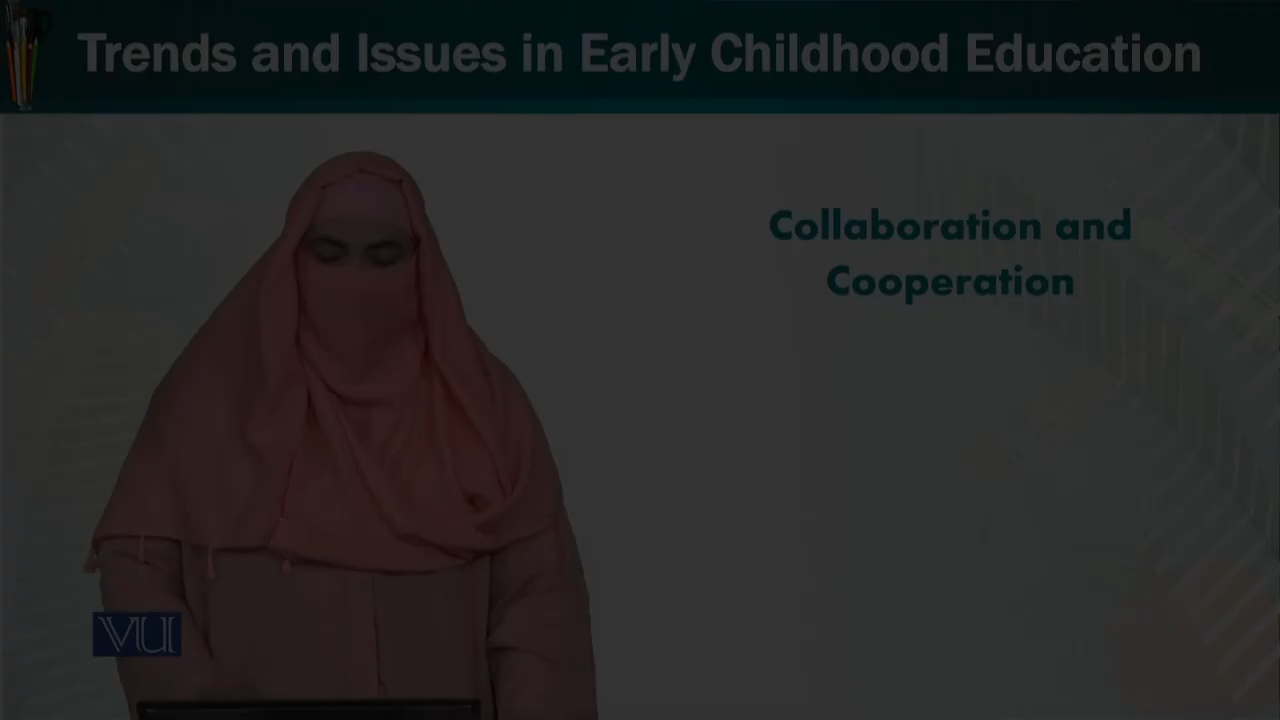 Trends and Issues in Early Childhood Education
Collaboration and
Cooperation
VU